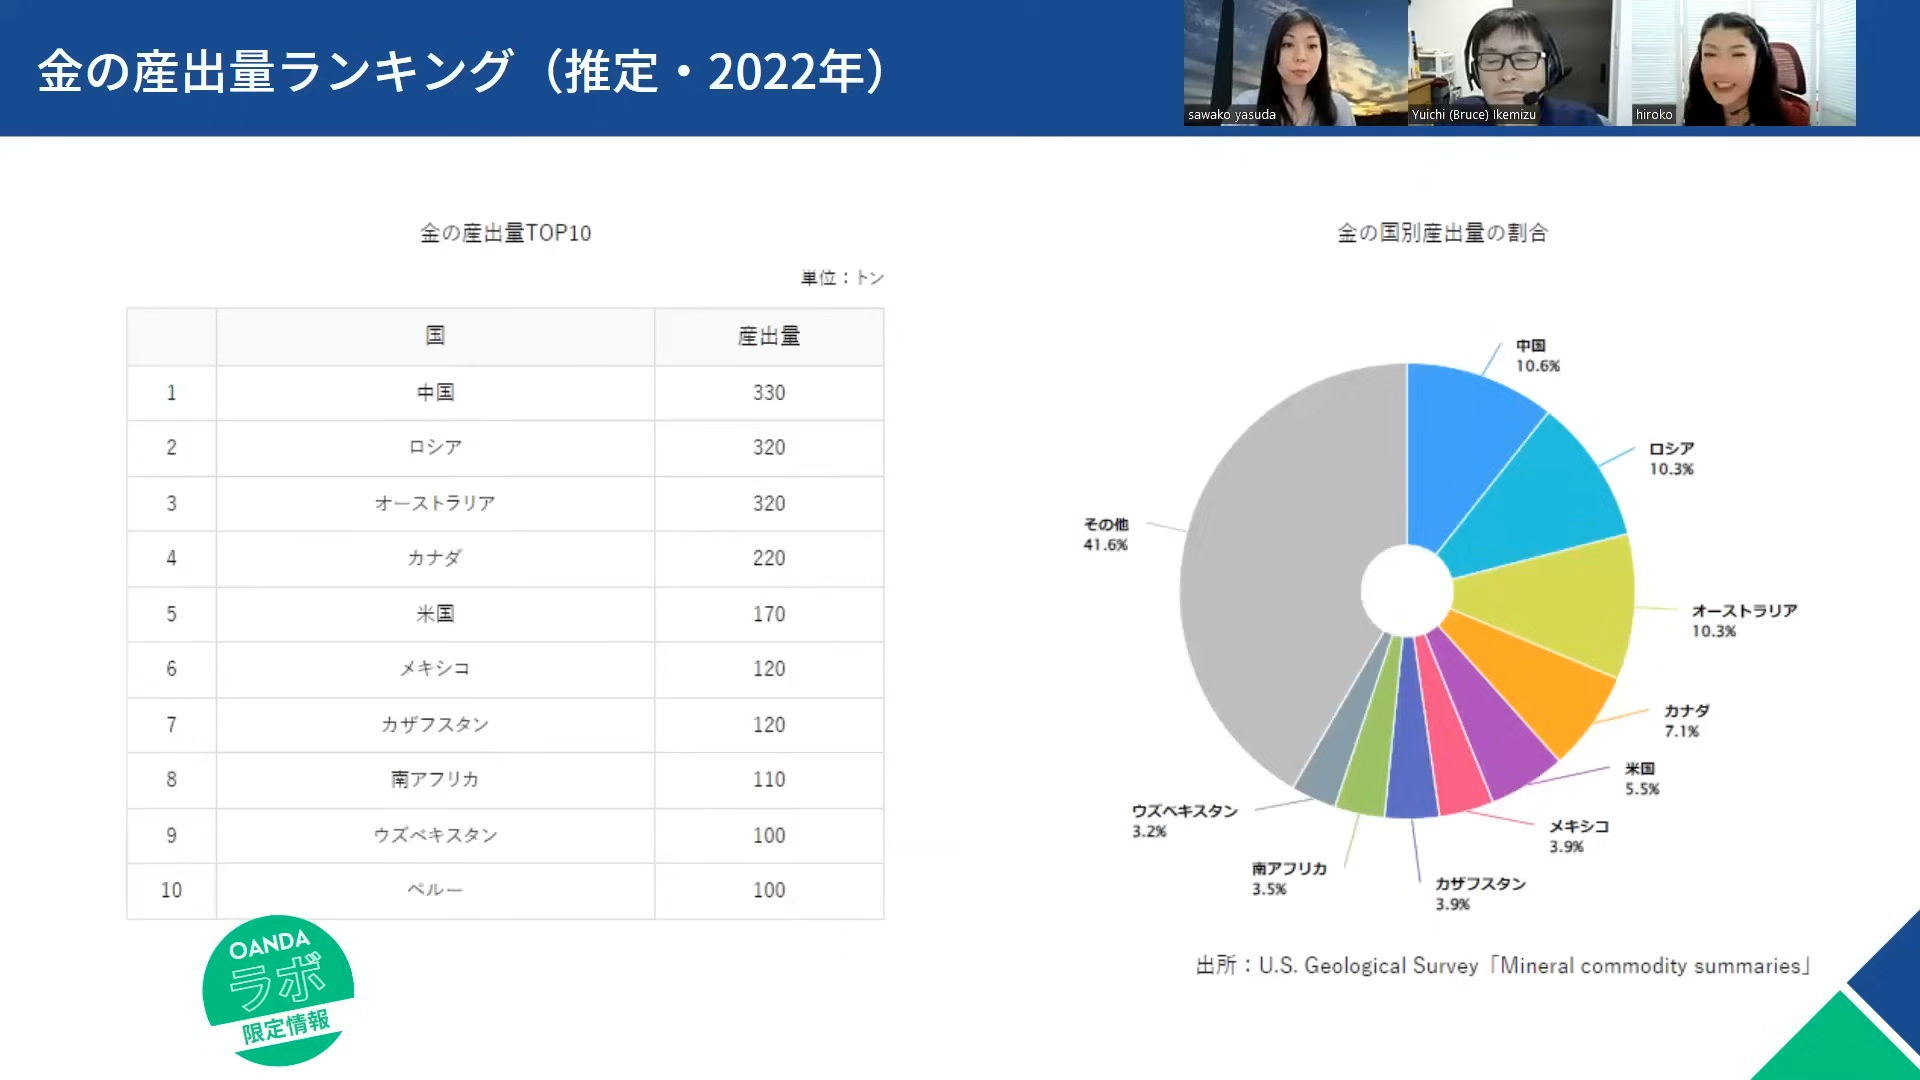 金の産出量ランキング（推定・2022年）
sawako yasuda
Yuichi (Bruce) Ikemizu
hiroko
金の産出量TOP10
単位：トン
国 産出量
1 中国 330
2 ロシア 320
3 オーストラリア 320
4 カナダ 220
5 米国 170
6 メキシコ 120
7 カザフスタン 120
8 南アフリカ 110
9 ウズベキスタン 100
10 ペルー 100
金の国別産出量の割合
中国
10.6%
ロシア
10.3%
オーストラリア
10.3%
カナダ
7.1%
米国
5.5%
メキシコ
3.9%
カザフスタン
3.9%
南アフリカ
3.5%
ウズベキスタン
3.2%
その他
41.6%
出所：U.S. Geological Survey「Mineral commodity summaries」
OANDA
ラボ
限定情報